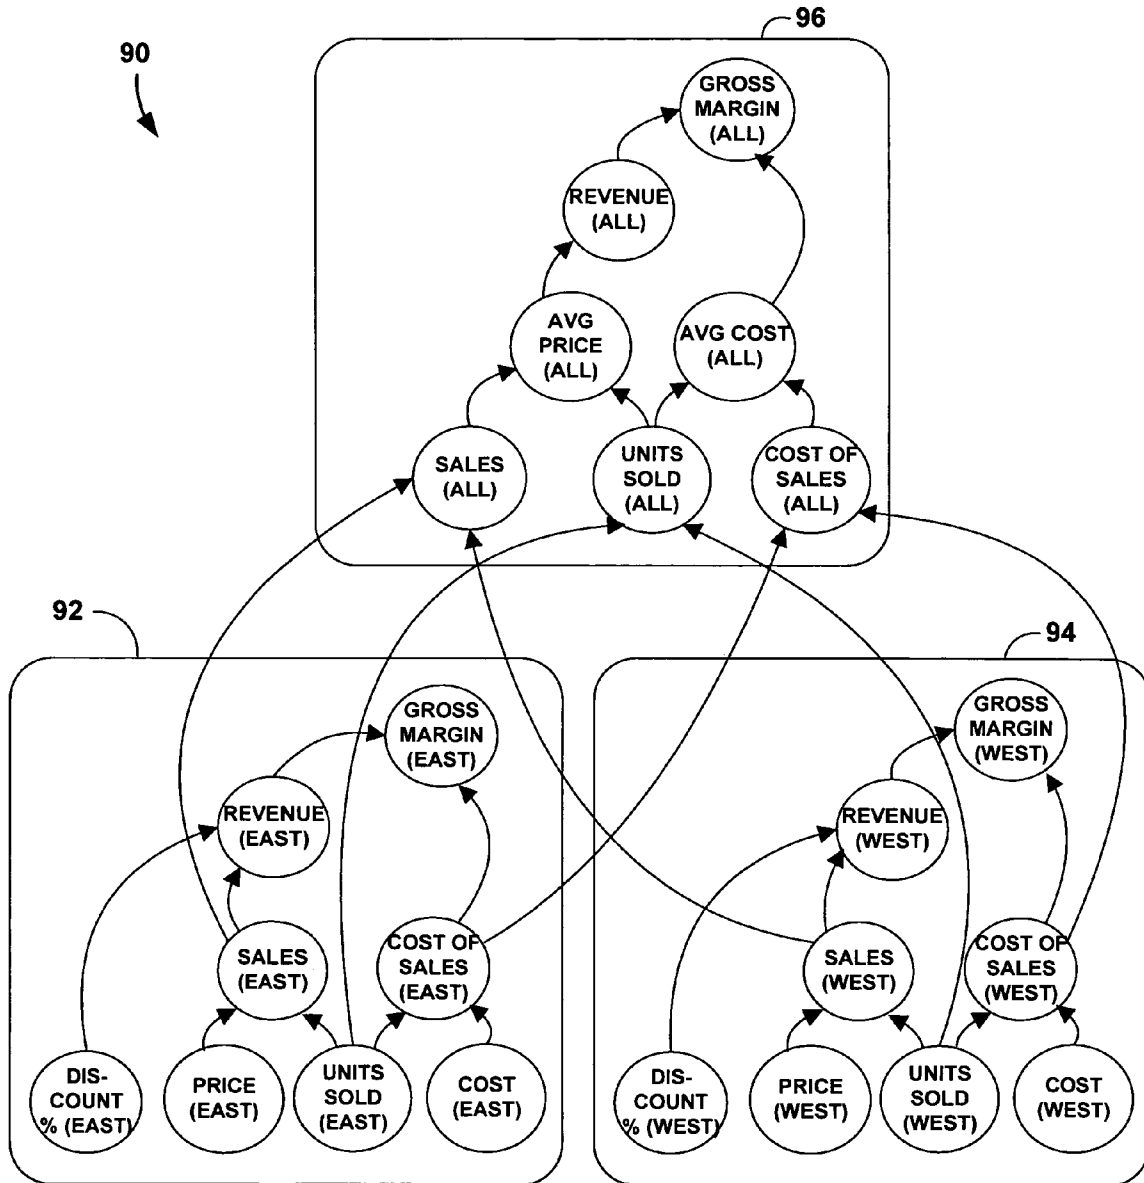 96
90
GROSS
MARGIN
(ALL)
REVENUE
(ALL)
AVG
PRICE
(ALL)
AVG COST
(ALL)
SALES
(ALL)
UNITS
SOLD
(ALL)
COST OF
SALES
(ALL)
92
GROSS
MARGIN
(EAST)
REVENUE
(EAST)
SALES
(EAST)
COST OF
SALES
(EAST)
DIS-
COUNT
% (EAST)
PRICE
(EAST)
UNITS
SOLD
(EAST)
COST
(EAST)
94
GROSS
MARGIN
(WEST)
REVENUE
(WEST)
SALES
(WEST)
COST OF
SALES
(WEST)
DIS-
COUNT
% (WEST)
PRICE
(WEST)
UNITS
SOLD
(WEST)
COST
(WEST)